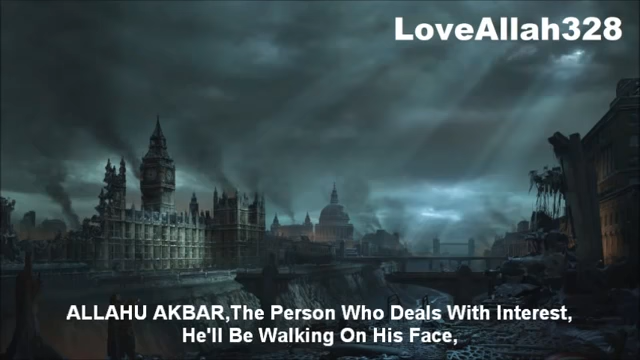 LoveAllah328
ALLAHU AKBAR,The Person Who Deals With Interest,
He'll Be Walking On His Face,